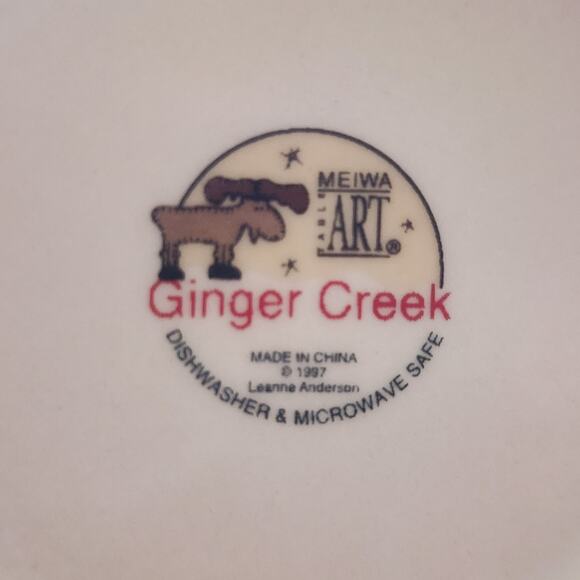 MEIWA
TABLE
ART®
Ginger Creek
MADE IN CHINA
© 1997
Leanne Anderson
DISHWASHER & MICROWAVE SAFE